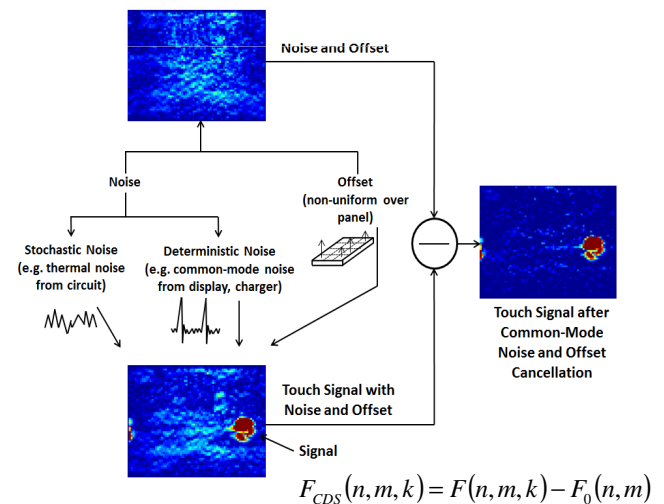 Noise and Offset
Noise
Offset
(non-uniform over
panel)
Stochastic Noise
(e.g. thermal noise
from circuit)
Deterministic Noise
(e.g. common-mode noise
from display, charger)
Touch Signal after
Common-Mode
Noise and Offset
Cancellation
Touch Signal with
Noise and Offset
Signal
F_{CDS}(n,m,k) = F(n,m,k) − F_0(n,m)